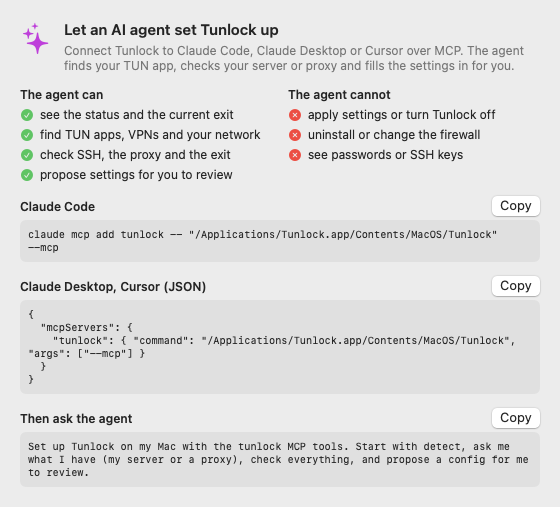 Let an AI agent set Tunlock up
Connect Tunlock to Claude Code, Claude Desktop or Cursor over MCP. The agent
finds your TUN app, checks your server or proxy and fills the settings in for you.
The agent can
see the status and the current exit
find TUN apps, VPNs and your network
check SSH, the proxy and the exit
propose settings for you to review
The agent cannot
apply settings or turn Tunlock off
uninstall or change the firewall
see passwords or SSH keys
Claude Code
Copy
claude mcp add tunlock -- "/Applications/Tunlock.app/Contents/MacOS/Tunlock"
--mcp
Claude Desktop, Cursor (JSON)
Copy
{
  "mcpServers": {
    "tunlock": { "command": "/Applications/Tunlock.app/Contents/MacOS/Tunlock",
"args": ["--mcp"] }
  }
}
Then ask the agent
Copy
Set up Tunlock on my Mac with the tunlock MCP tools. Start with detect, ask me
what I have (my server or a proxy), check everything, and propose a config for me
to review.